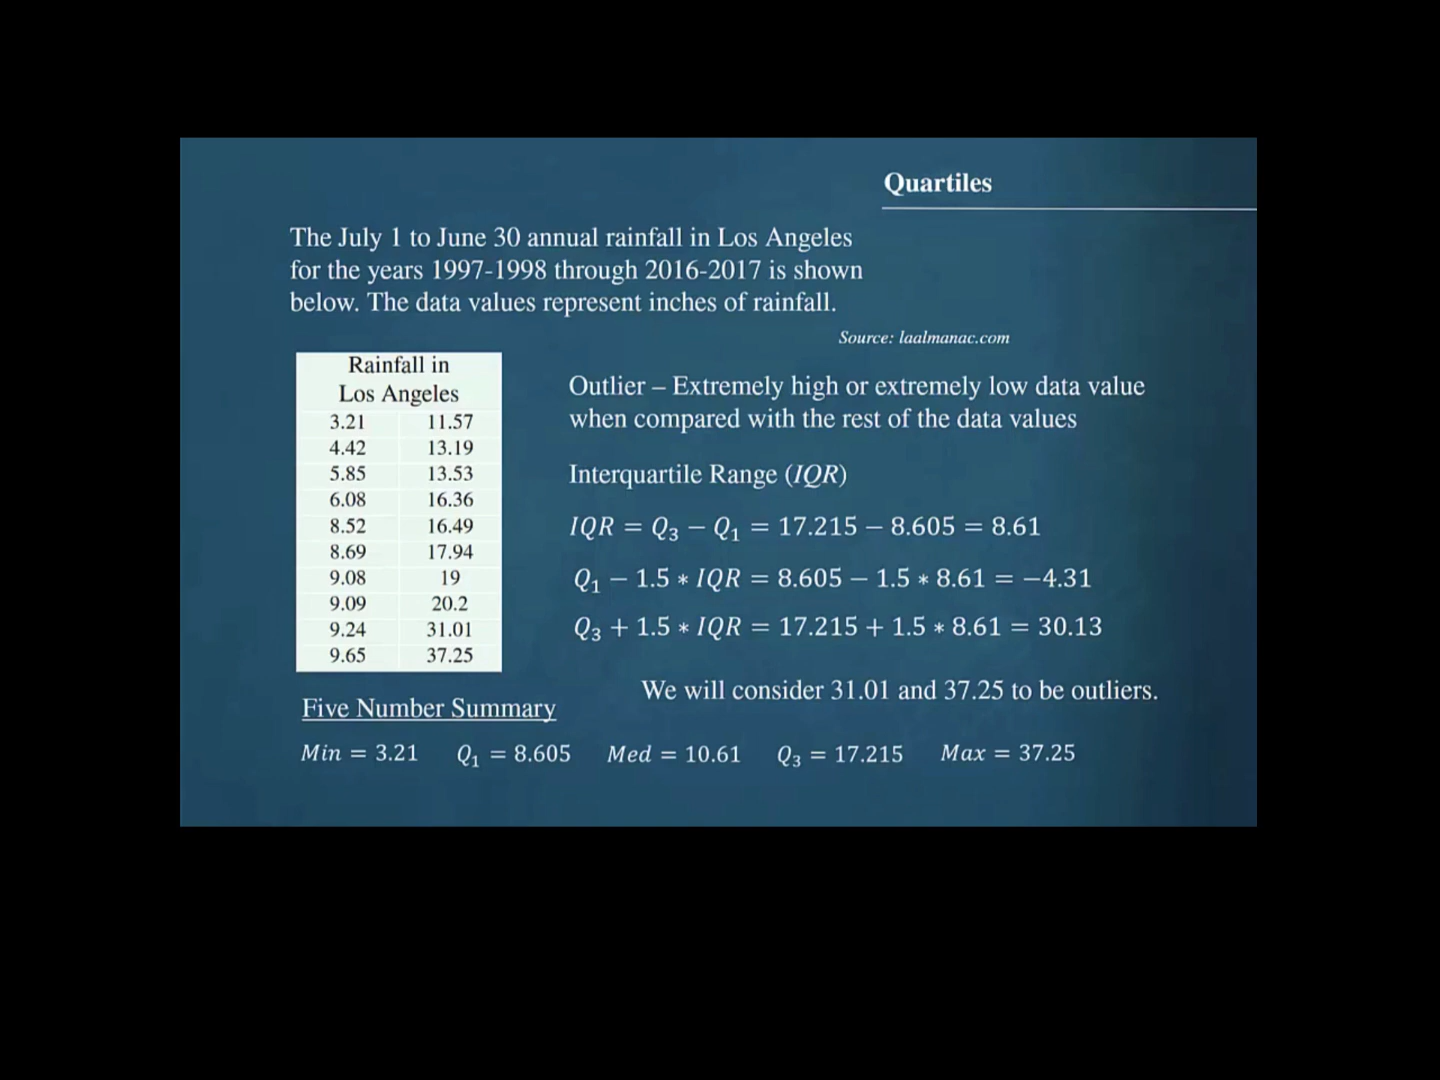 Quartiles
The July 1 to June 30 annual rainfall in Los Angeles
for the years 1997-1998 through 2016-2017 is shown
below. The data values represent inches of rainfall.
Source: laalmanac.com
Rainfall in
Los Angeles
3.21 11.57
4.42 13.19
5.85 13.53
6.08 16.36
8.52 16.49
8.69 17.94
9.08 19
9.09 20.2
9.24 31.01
9.65 37.25
Outlier – Extremely high or extremely low data value
when compared with the rest of the data values
Interquartile Range (IQR)
IQR = Q₃ − Q₁ = 17.215 − 8.605 = 8.61
Q₁ − 1.5 ∗ IQR = 8.605 − 1.5 ∗ 8.61 = −4.31
Q₃ + 1.5 ∗ IQR = 17.215 + 1.5 ∗ 8.61 = 30.13
We will consider 31.01 and 37.25 to be outliers.
Five Number Summary
Min = 3.21 Q₁ = 8.605 Med = 10.61 Q₃ = 17.215 Max = 37.25